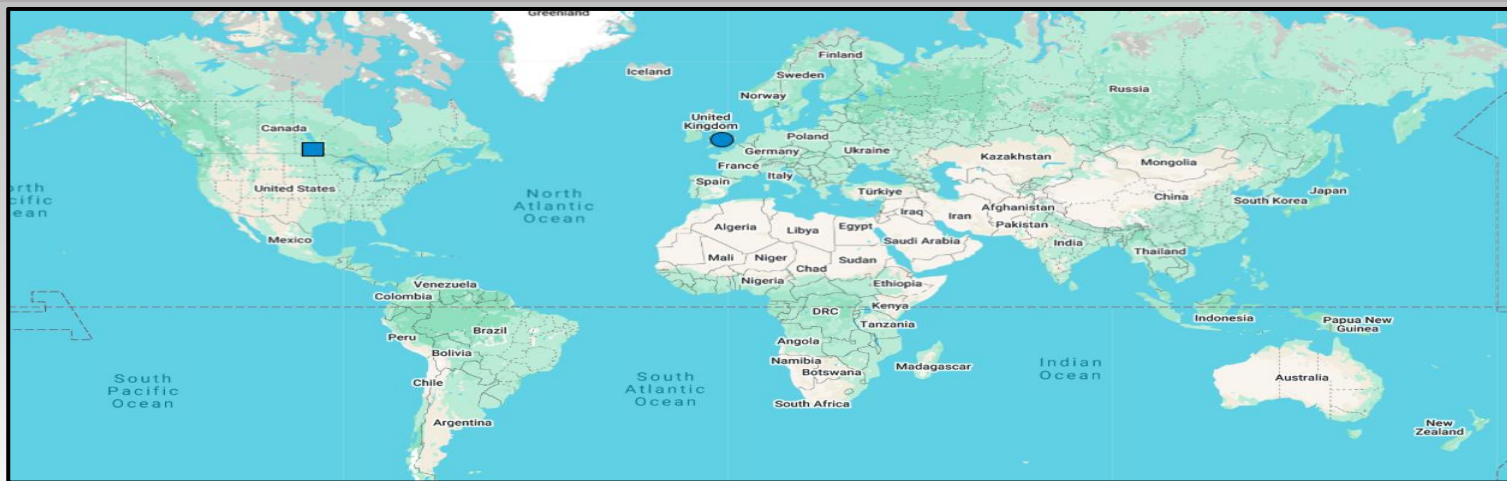 Greenland
Iceland
Finland
Sweden
Norway
Russia
United
Kingdom
Canada
Poland
Germany
Ukraine
France
Kazakhstan
Mongolia
Italy
Spain
United States
Türkiye
North
Atlantic
Ocean
orth
cific
ean
China
Japan
South Korea
Afghanistan
Iraq
Iran
Pakistan
Algeria
Libya
Egypt
Saudi Arabia
Mexico
India
Thailand
Mali
Niger
Sudan
Chad
Nigeria
Ethiopia
Venezuela
Colombia
Kenya
DRC
Indonesia
Papua New
Guinea
Tanzania
Brazil
Peru
Angola
Bolivia
Namibia
Botswana
Madagascar
Indian
Ocean
South
Pacific
Ocean
South
Atlantic
Ocean
Chile
Australia
South Africa
Argentina
New
Zealand